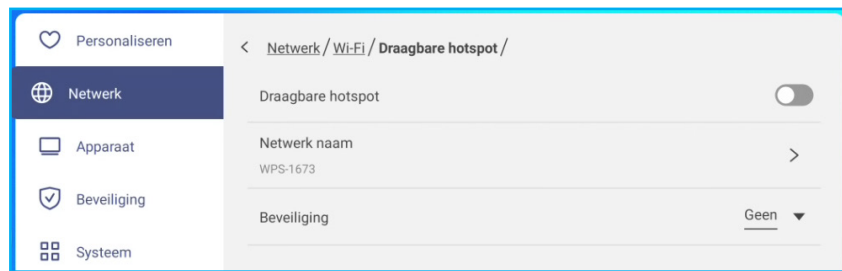 Personaliseren
Netwerk
Apparaat
Beveiliging
Systeem
Netwerk / Wi-Fi / Draagbare hotspot /
Draagbare hotspot
Netwerk naam
WPS-1673
Beveiliging Geen